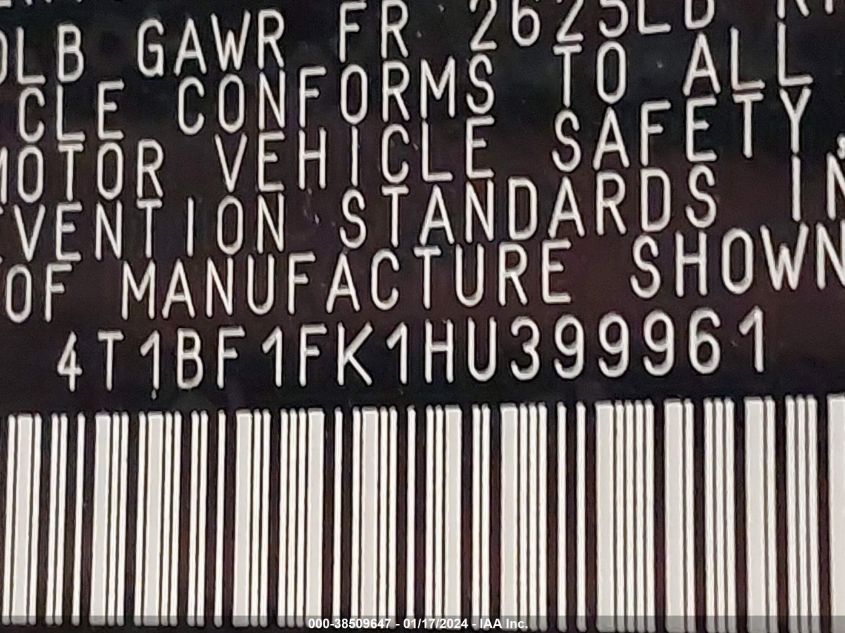 LB GAWR FR 2625LB
CLE CONFORMS TO ALL
MOTOR VEHICLE SAFETY,
VENTION STANDARDS IN
OF MANUFACTURE SHOWN
4T1BF1FK1HU399961
000-38509647 - 01/17/2024 - IAA Inc.